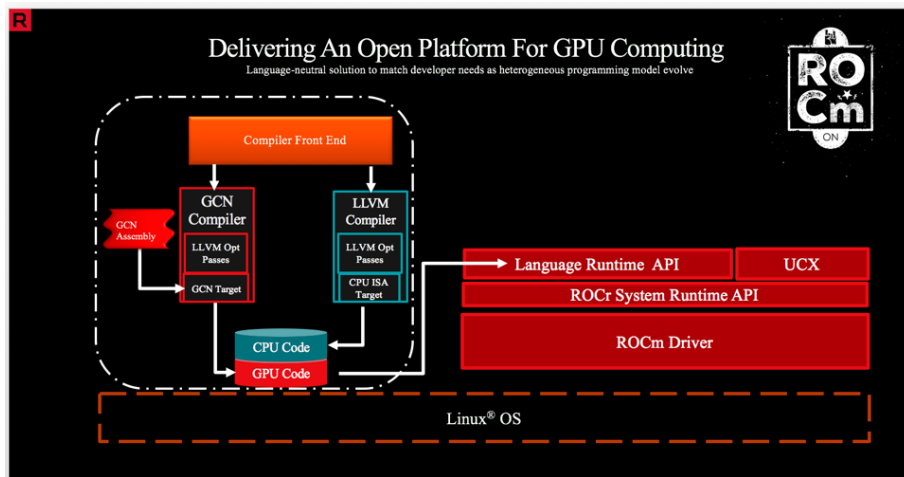 R
Delivering An Open Platform For GPU Computing
Language-neutral solution to match developer needs as heterogeneous programming model evolve
RO
Cm
ON
Compiler Front End
GCN
Compiler
LLVM Opt
Passes
GCN Target
GCN
Assembly
LLVM
Compiler
LLVM Opt
Passes
CPU ISA
Target
CPU Code
GPU Code
Language Runtime API
UCX
ROCr System Runtime API
ROCm Driver
Linux® OS